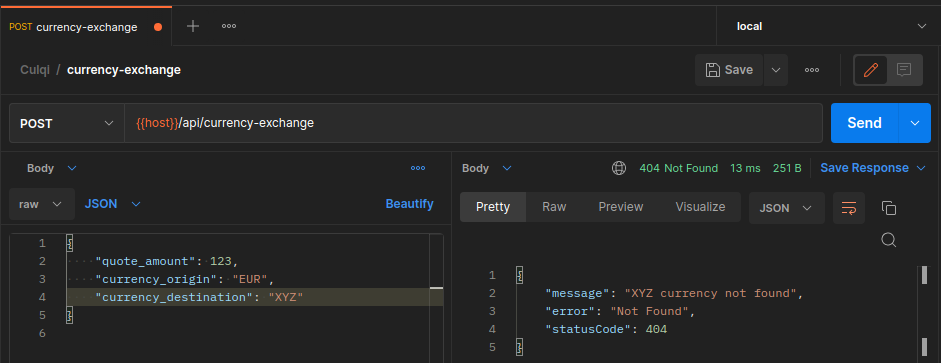 POST currency-exchange
local
Culqi / currency-exchange
Save
POST
{{host}}/api/currency-exchange
Send
Body
raw
JSON
Beautify
1 {
2 "quote_amount": 123,
3 "currency_origin": "EUR",
4 "currency_destination": "XYZ"
5 }
6
Body
404 Not Found 13 ms 251 B Save Response
Pretty Raw Preview Visualize JSON
1 {
2 "message": "XYZ currency not found",
3 "error": "Not Found",
4 "statusCode": 404
5 }